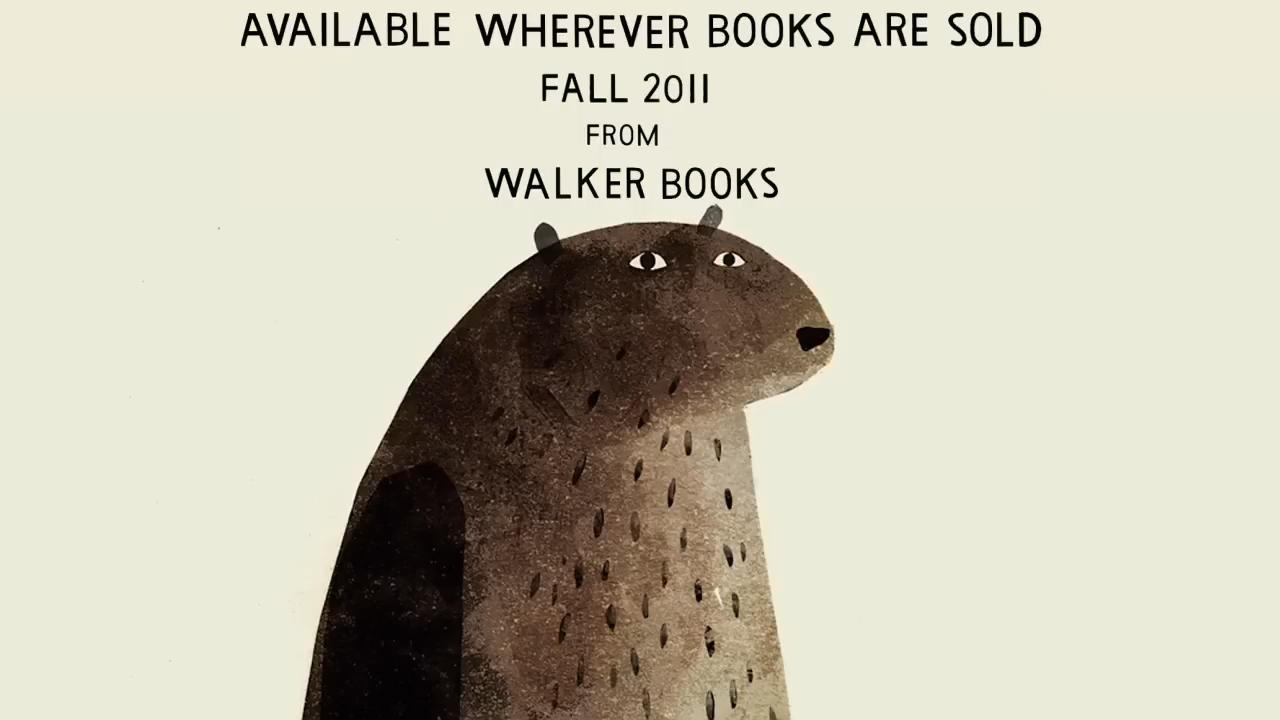 AVAILABLE WHEREVER BOOKS ARE SOLD
FALL 2011
FROM
WALKER BOOKS